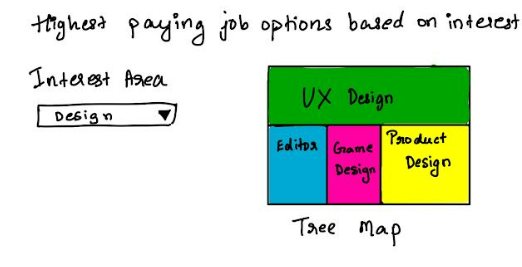 Highest paying job options based on interest
Interest Area
Design
UX Design
Editor
Game
Design
Product
Design
Tree Map